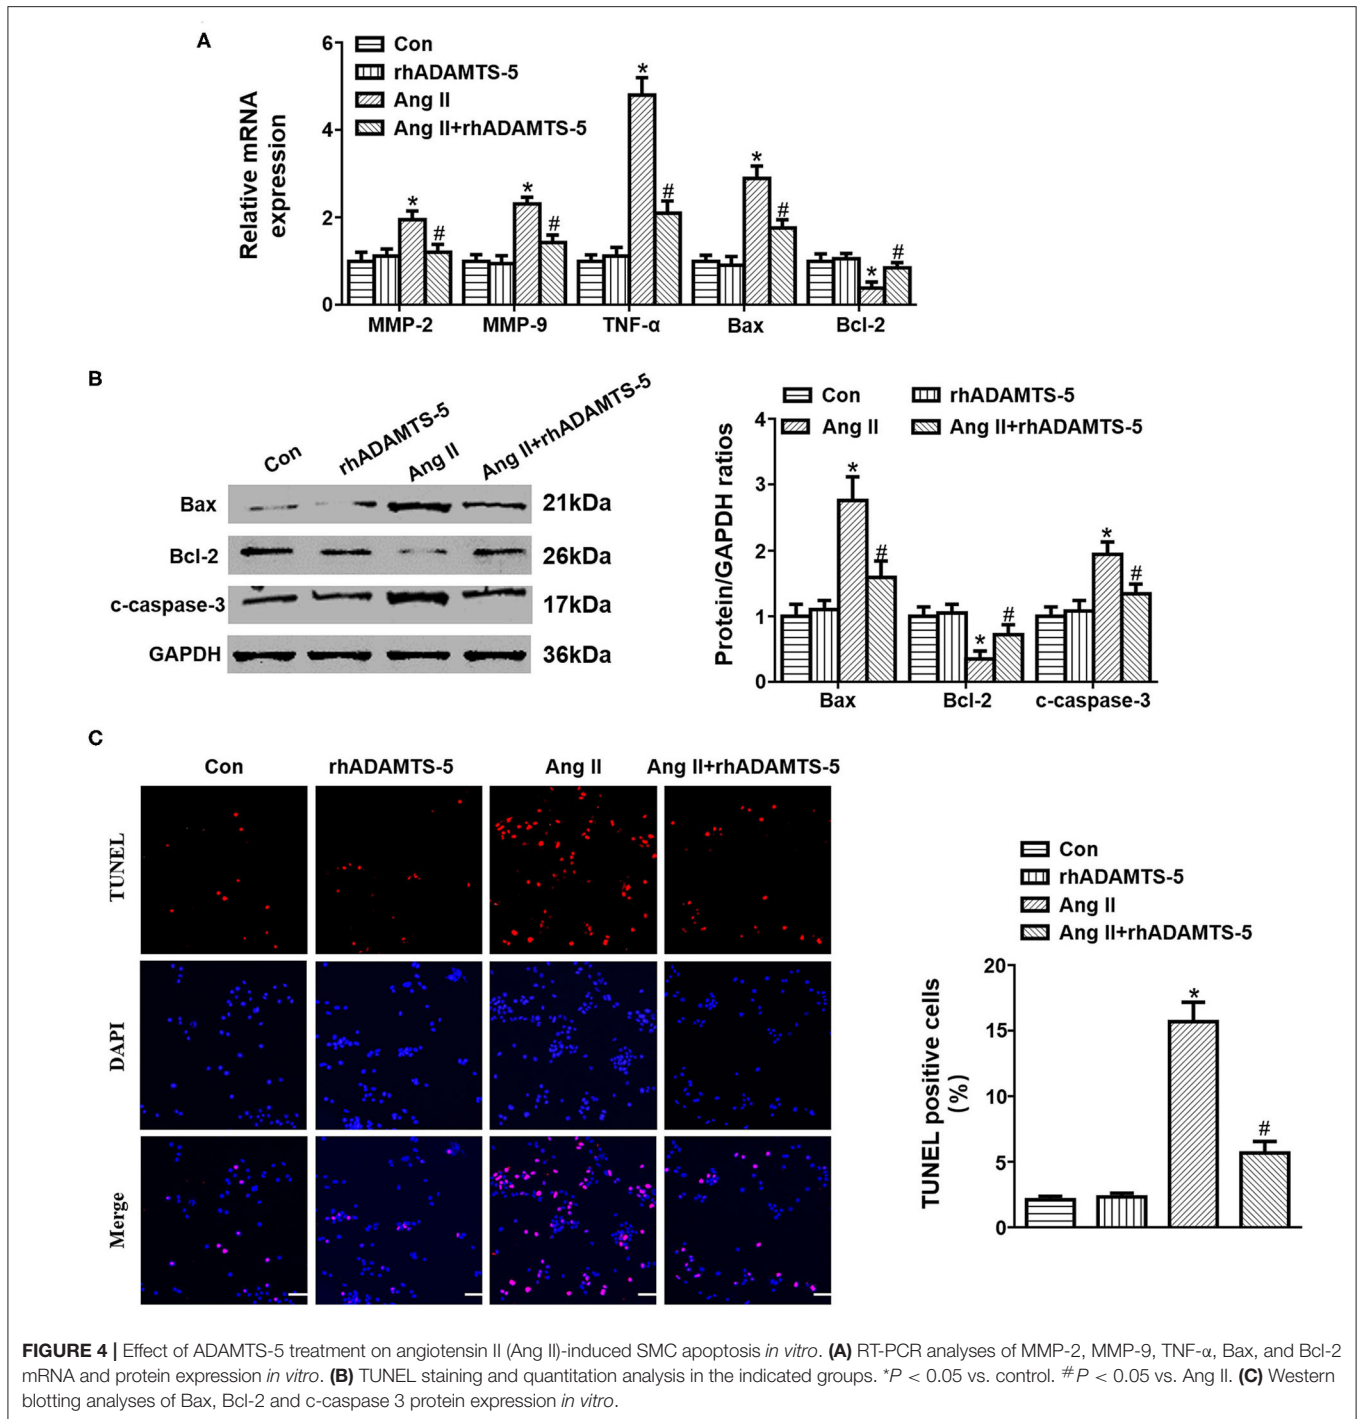 A
6
4
2
0
Relative mRNA
expression
Con
rhADAMTS-5
Ang II
Ang II+rhADAMTS-5
*
#
*
#
*
#
*
#
*
#
MMP-2 MMP-9 TNF-α Bax Bcl-2
B
Con rhADAMTS-5 Ang II Ang II+rhADAMTS-5
Bax 21kDa
Bcl-2 26kDa
c-caspase-3 17kDa
GAPDH 36kDa
Con rhADAMTS-5
Ang II Ang II+rhADAMTS-5
4
3
2
1
0
Protein/GAPDH ratios
*
#
*
#
*
#
Bax Bcl-2 c-caspase-3
C
Con rhADAMTS-5 Ang II Ang II+rhADAMTS-5
TUNEL
DAPI
Merge
Con
rhADAMTS-5
Ang II
Ang II+rhADAMTS-5
20
15
10
5
0
TUNEL positive cells
(%)
*
#
FIGURE 4 | Effect of ADAMTS-5 treatment on angiotensin II (Ang II)-induced SMC apoptosis in vitro. (A) RT-PCR analyses of MMP-2, MMP-9, TNF-α, Bax, and Bcl-2
mRNA and protein expression in vitro. (B) TUNEL staining and quantitation analysis in the indicated groups. *P < 0.05 vs. control. #P < 0.05 vs. Ang II. (C) Western
blotting analyses of Bax, Bcl-2 and c-caspase 3 protein expression in vitro.